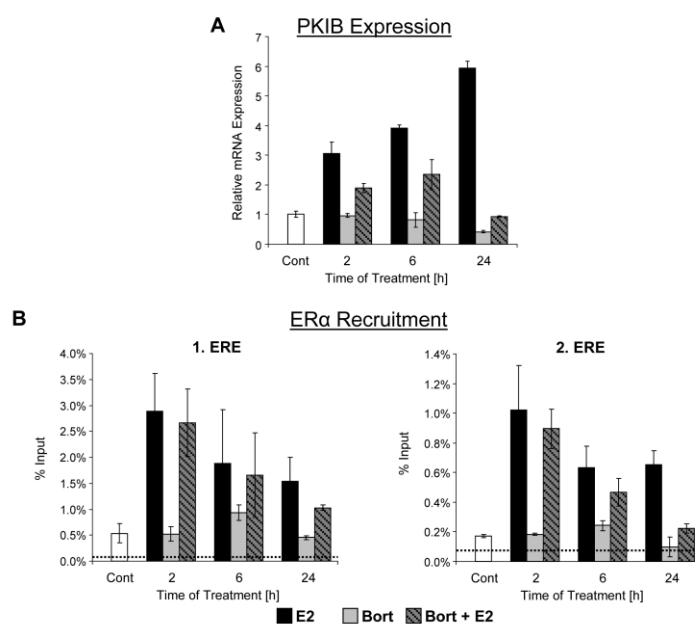 A PKIB Expression
7
6
5
4
3
2
1
0
Relative mRNA Expression
Cont 2 6 24
Time of Treatment [h]
B ERα Recruitment
1. ERE
4.0%
3.5%
3.0%
2.5%
2.0%
1.5%
1.0%
0.5%
0.0%
% Input
Cont 2 6 24
Time of Treatment [h]
2. ERE
1.4%
1.2%
1.0%
0.8%
0.6%
0.4%
0.2%
0.0%
% Input
Cont 2 6 24
Time of Treatment [h]
E2 Bort Bort + E2